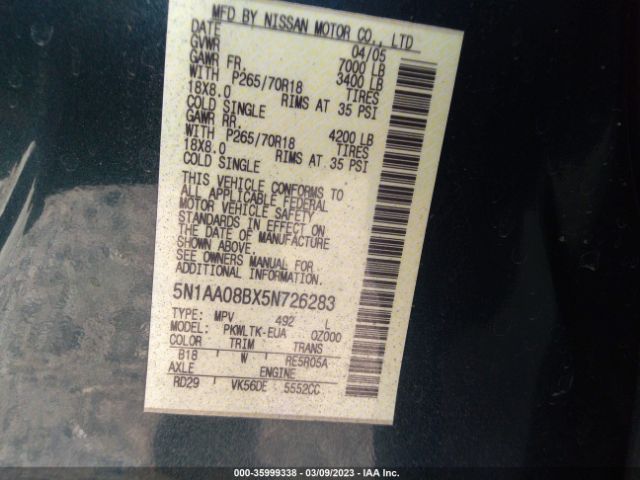 MFD BY NISSAN MOTOR CO., LTD
DATE 04/05
GVWR 7000 LB
GAWR FR. 3400 LB
WITH P265/70R18 TIRES
18X8.0 RIMS AT 35 PSI
COLD SINGLE
GAWR RR. 4200 LB
WITH P265/70R18 TIRES
18X8.0 RIMS AT 35 PSI
COLD SINGLE
THIS VEHICLE CONFORMS TO
ALL APPLICABLE FEDERAL
MOTOR VEHICLE SAFETY
STANDARDS IN EFFECT ON
THE DATE OF MANUFACTURE
SHOWN ABOVE.
SEE OWNERS MANUAL FOR
ADDITIONAL INFORMATION.
5N1AA08BX5N726283
TYPE: MPV 492 L
MODEL: PKWLTK-EUA 0Z000
COLOR TRIM TRANS
B18 W RE5R05A
AXLE ENGINE
RD29 VK56DE 5552CC
000-35999338 - 03/09/2023 - IAA Inc.